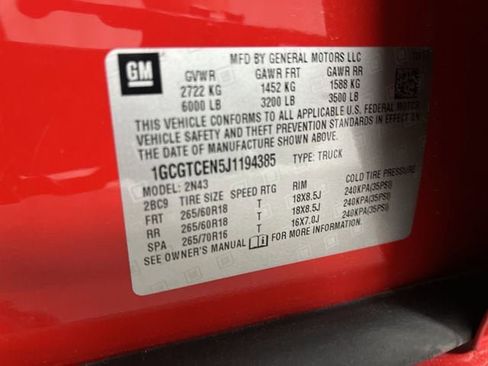 GM
MFD BY GENERAL MOTORS LLC
GVWR GAWR FRT GAWR RR
2722 KG 1452 KG 1588 KG
6000 LB 3200 LB 3500 LB
THIS VEHICLE CONFORMS TO ALL APPLICABLE U.S. FEDERAL MOTOR
VEHICLE SAFETY AND THEFT PREVENTION STANDARDS IN EFFECT ON
THE DATE OF MANUFACTURE SHOWN ABOVE.
1GCGTCEN5J1194385 TYPE: TRUCK
MODEL: 2N43
2BC9 TIRE SIZE SPEED RTG RIM COLD TIRE PRESSURE
FRT 265/60R18 T 18X8.5J 240KPA(35PSI)
RR 265/60R18 T 18X8.5J 240KPA(35PSI)
SPA 265/70R16 T 16X7.0J 240KPA(35PSI)
SEE OWNER'S MANUAL FOR MORE INFORMATION.